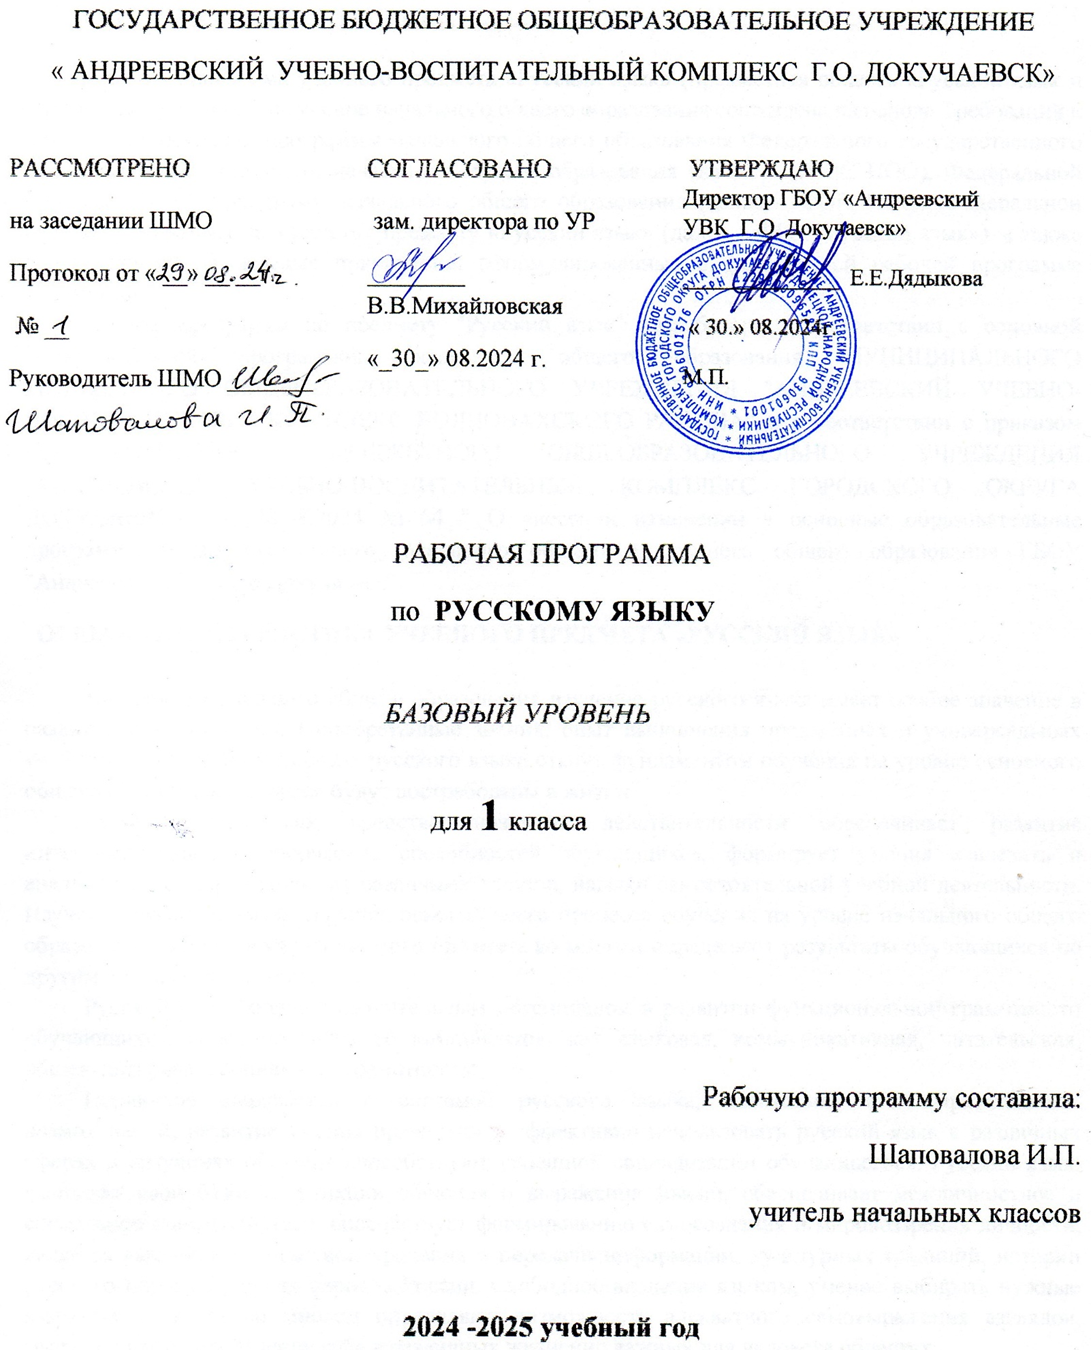 ГОСУДАРСТВЕННОЕ БЮДЖЕТНОЕ ОБЩЕОБРАЗОВАТЕЛЬНОЕ УЧРЕЖДЕНИЕ
« АНДРЕЕВСКИЙ УЧЕБНО-ВОСПИТАТЕЛЬНЫЙ КОМПЛЕКС Г.О. ДОКУЧАЕВСК»
РАССМОТРЕНО
на заседании ШМО
Протокол от «29» 08.24г.
№ 1
Руководитель ШМО
Шаповалова И.П.
СОГЛАСОВАНО
зам. директора по УР
В.В.Михайловская
«_30_» 08.2024 г.
УТВЕРЖДАЮ
Директор ГБОУ «Андреевский
УВК Г.О. Докучаевск»
Е.Е.Дядыкова
« 30.» 08.2024г.
М.П.
РАБОЧАЯ ПРОГРАММА
по РУССКОМУ ЯЗЫКУ
БАЗОВЫЙ УРОВЕНЬ
для 1 класса
Рабочую программу составила:
Шаповалова И.П.
учитель начальных классов
2024 -2025 учебный год